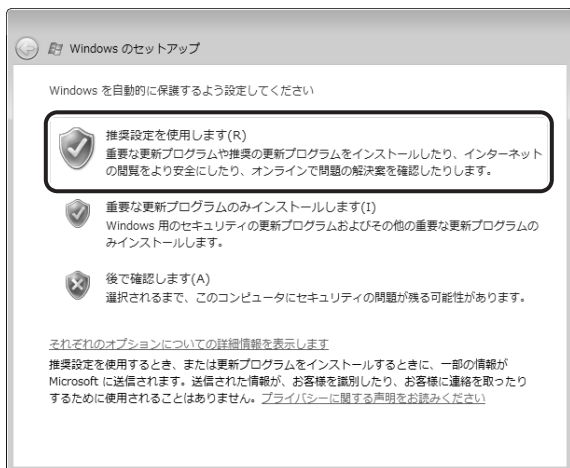 Windows のセットアップ
Windows を自動的に保護するよう設定してください
推奨設定を使用します(R)
重要な更新プログラムや推奨の更新プログラムをインストールしたり、インターネット
の閲覧をより安全にしたり、オンラインで問題の解決案を確認したりします。
重要な更新プログラムのみインストールします(I)
Windows 用のセキュリティの更新プログラムおよびその他の重要な更新プログラムの
みインストールします。
後で確認します(A)
選択されるまで、このコンピュータにセキュリティの問題が残る可能性があります。
それぞれのオプションについての詳細情報を表示します
推奨設定を使用するとき、または更新プログラムをインストールするときに、一部の情報が
Microsoft に送信されます。送信された情報が、お客様を識別したり、お客様に連絡を取ったり
するために使用されることはありません。プライバシーに関する声明をお読みください